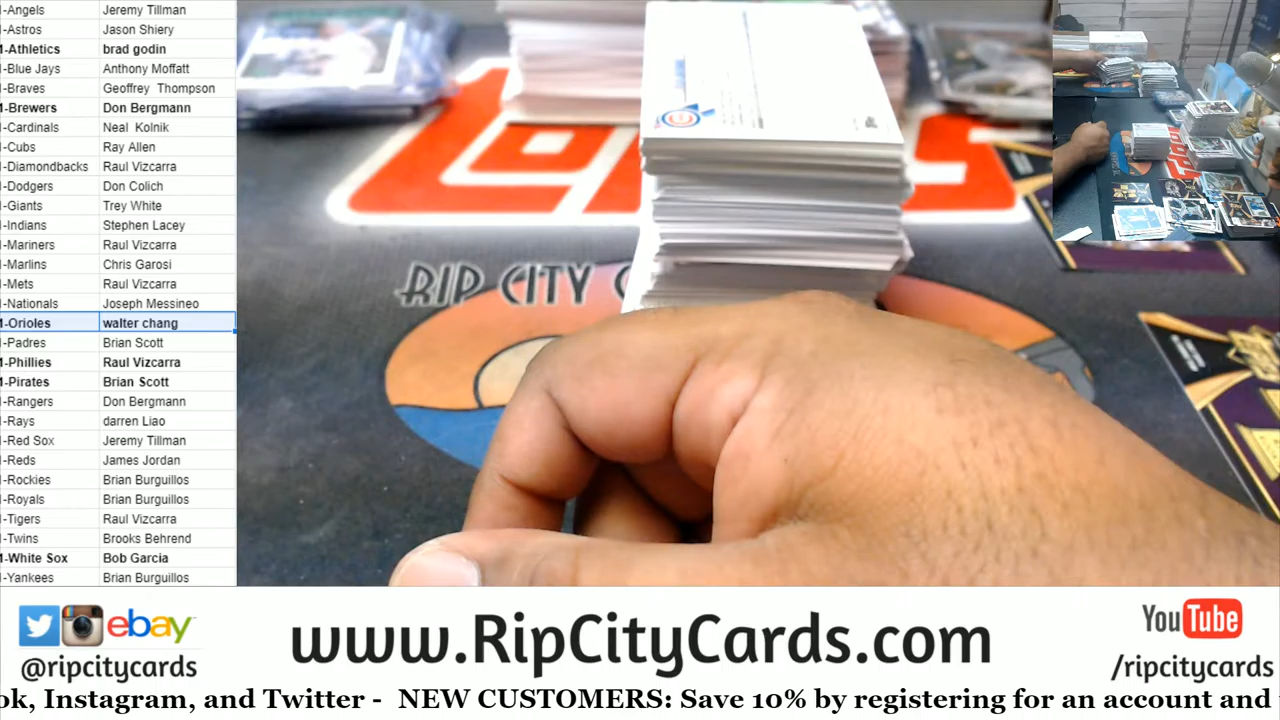 I-Angels Jeremy Tillman
I-Astros Jason Shiery
I-Athletics brad godin
I-Blue Jays Anthony Moffatt
I-Braves Geoffrey Thompson
I-Brewers Don Bergmann
I-Cardinals Neal Kolnik
I-Cubs Ray Allen
I-Diamondbacks Raul Vizcarra
I-Dodgers Don Colich
I-Giants Trey White
I-Indians Stephen Lacey
I-Mariners Raul Vizcarra
I-Marlins Chris Garosi
I-Mets Raul Vizcarra
I-Nationals Joseph Messineo
I-Orioles walter chang
I-Padres Brian Scott
I-Phillies Raul Vizcarra
I-Pirates Brian Scott
I-Rangers Don Bergmann
I-Rays darren Liao
I-Red Sox Jeremy Tillman
I-Reds James Jordan
I-Rockies Brian Burguillos
I-Royals Brian Burguillos
I-Tigers Raul Vizcarra
I-Twins Brooks Behrend
I-White Sox Bob Garcia
I-Yankees Brian Burguillos
RIP CITY
ebay
@ripcitycards
www.RipCityCards.com
YouTube
/ripcitycards
ok, Instagram, and Twitter - NEW CUSTOMERS: Save 10% by registering for an account and